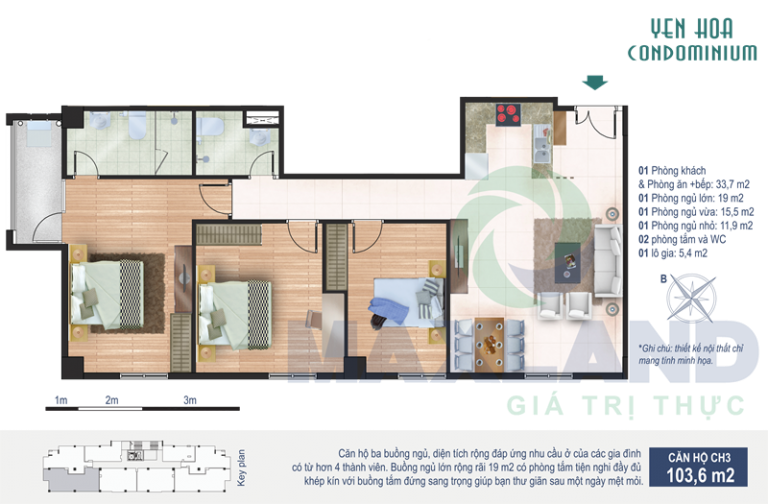 YEN HOA
CONDOMINIUM
01 Phòng khách
& Phòng ăn +bếp: 33,7 m2
01 Phòng ngủ lớn: 19 m2
01 Phòng ngủ vừa: 15,5 m2
01 Phòng ngủ nhỏ: 11,9 m2
02 phòng tắm và WC
01 lô gia: 5,4 m2
B
*Ghi chú: thiết kế nội thất chỉ
mang tính minh họa.
MAXLAND
GIÁ TRỊ THỰC
1m 2m 3m
Key plan
Căn hộ ba buồng ngủ, diện tích rộng đáp ứng nhu cầu ở của các gia đình
có từ hơn 4 thành viên. Buồng ngủ lớn rộng rãi 19 m2 có phòng tắm tiện nghi đầy đủ
khép kín với buồng tắm đứng sang trọng giúp bạn thư giãn sau một ngày mệt mỏi.
CĂN HỘ CH3
103,6 m2